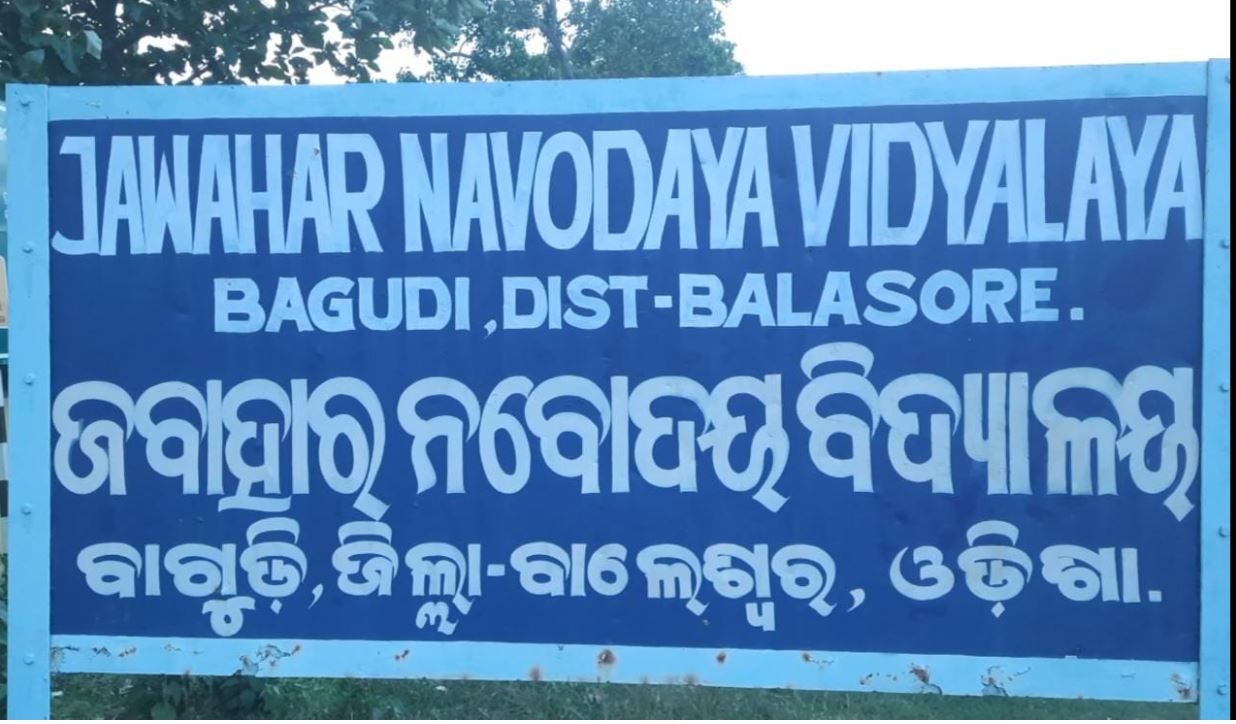 JAWAHAR NAVODAYA VIDYALAYA
BAGUDI, DIST-BALASORE.
ଜବାହାର ନବୋଦୟ ବିଦ୍ୟାଳୟ
ବାଗୁଡ଼ି, ଜିଲ୍ଲା-ବାଲେଶ୍ୱର, ଓଡ଼ିଶା.